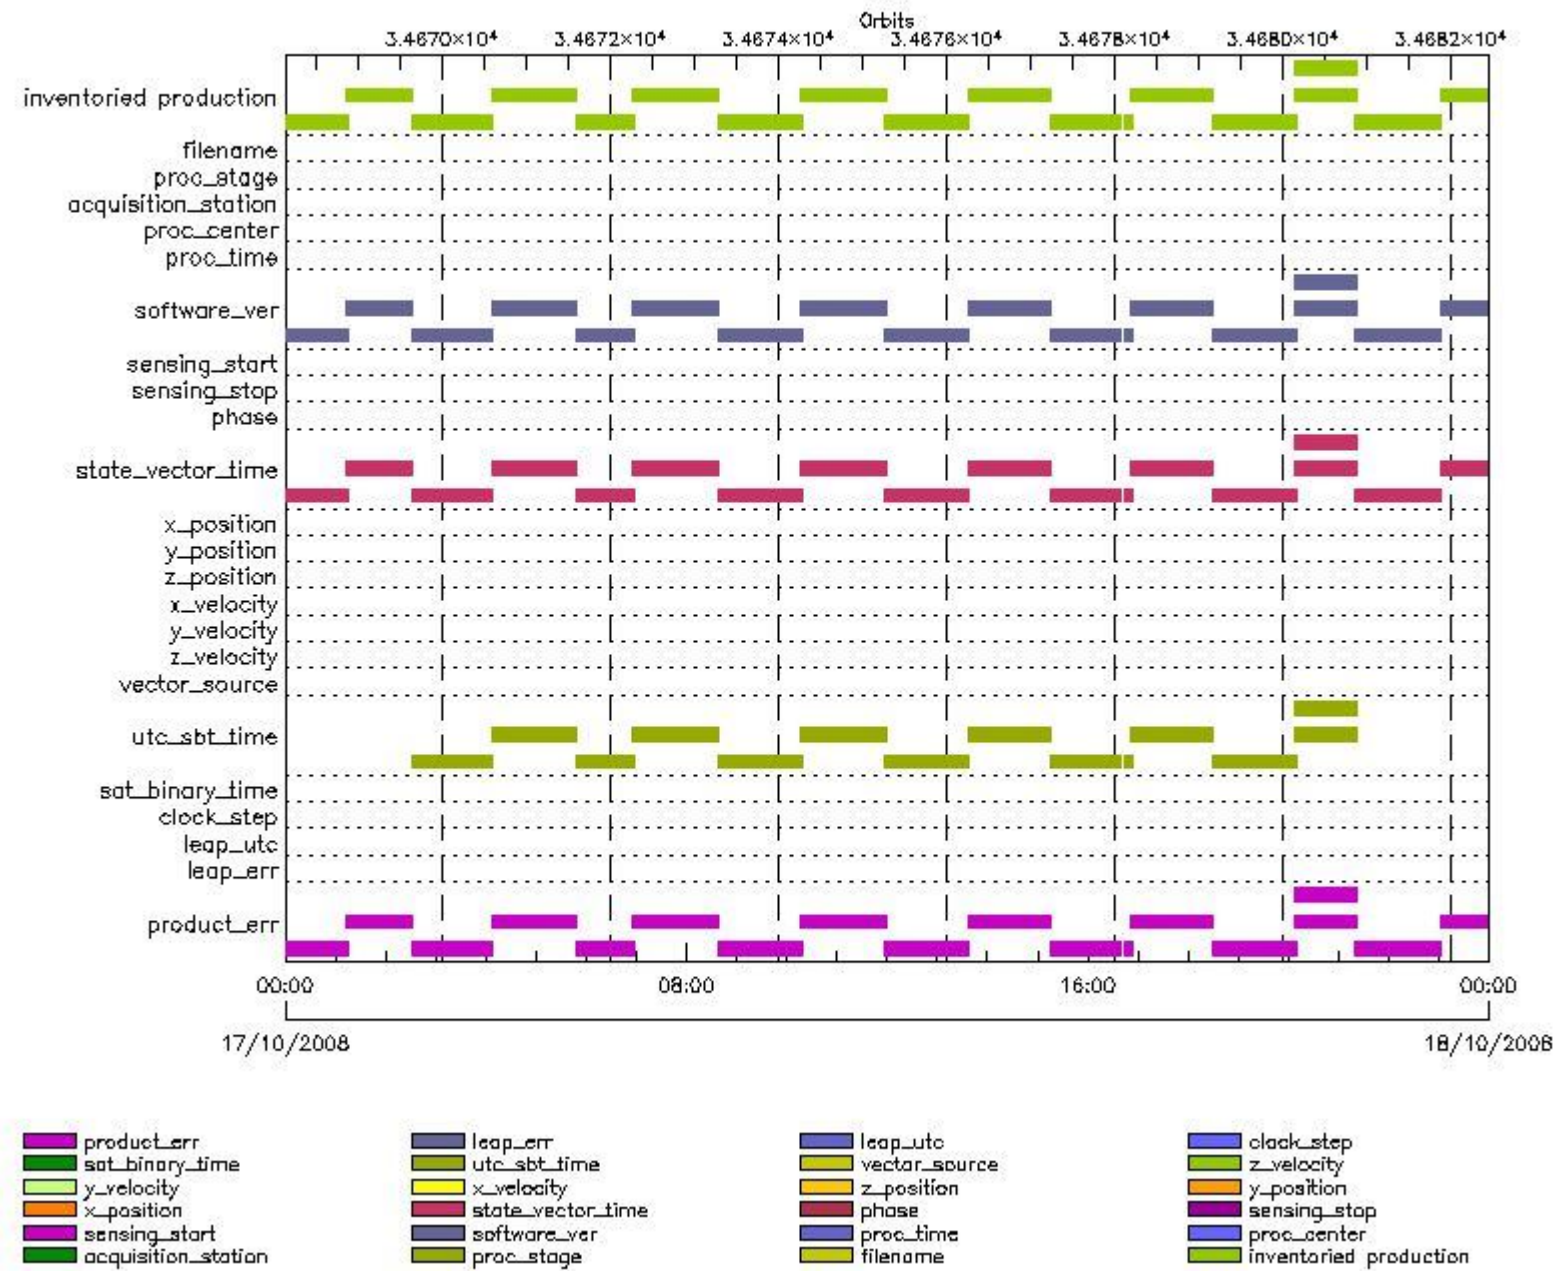 Orbits
3.4670×10⁴ 3.4672×10⁴ 3.4674×10⁴ 3.4676×10⁴ 3.4678×10⁴ 3.4680×10⁴ 3.4682×10⁴
inventoried production
filename
proc_stage
acquisition_station
proc_center
proc_time
software_ver
sensing_start
sensing_stop
phase
state_vector_time
x_position
y_position
z_position
x_velocity
y_velocity
z_velocity
vector_source
utc_sbt_time
sat_binary_time
clock_step
leap_utc
leap_err
product_err
00:00 08:00 16:00 00:00
17/10/2008 18/10/2008
product_err leap_err leap_utc clock_step
sat_binary_time utc_sbt_time vector_source z_velocity
y_velocity x_velocity z_position y_position
x_position state_vector_time phase sensing_stop
sensing_start software_ver proc_time proc_center
acquisition_station proc_stage filename inventoried production